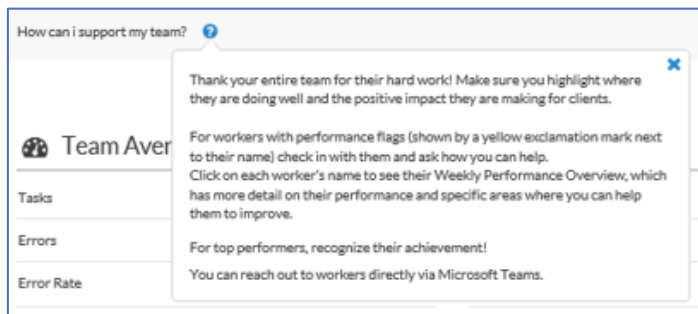 How can i support my team? ?
Thank your entire team for their hard work! Make sure you highlight where
they are doing well and the positive impact they are making for clients.
For workers with performance flags (shown by a yellow exclamation mark next
to their name) check in with them and ask how you can help.
Click on each worker's name to see their Weekly Performance Overview, which
has more detail on their performance and specific areas where you can help
them to improve.
For top performers, recognize their achievement!
You can reach out to workers directly via Microsoft Teams.
Team Aver
Tasks
Errors
Error Rate